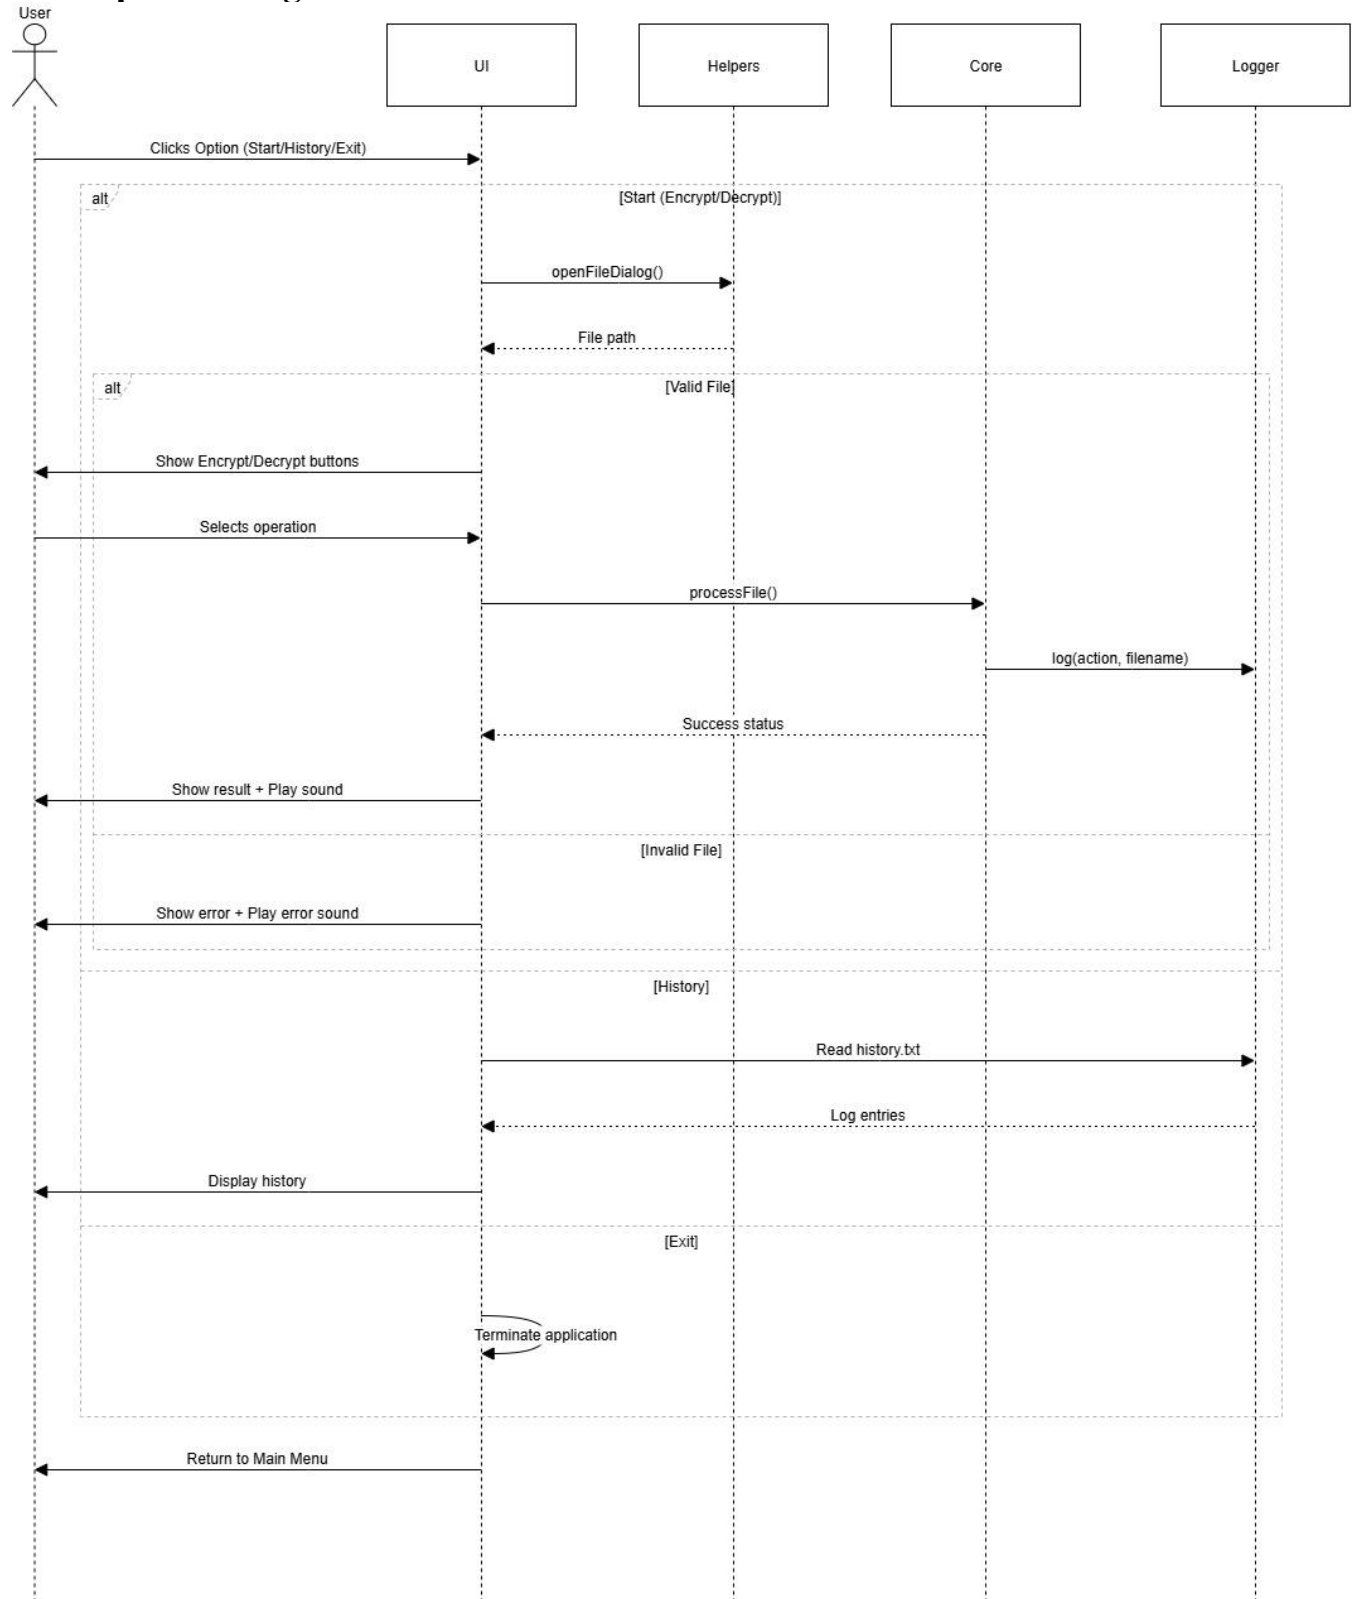 User
UI
Helpers
Core
Logger
Clicks Option (Start/History/Exit)
alt
[Start (Encrypt/Decrypt)]
openFileDialog()
File path
alt
[Valid File]
Show Encrypt/Decrypt buttons
Selects operation
processFile()
log(action, filename)
Success status
Show result + Play sound
[Invalid File]
Show error + Play error sound
[History]
Read history.txt
Log entries
Display history
[Exit]
Terminate application
Return to Main Menu